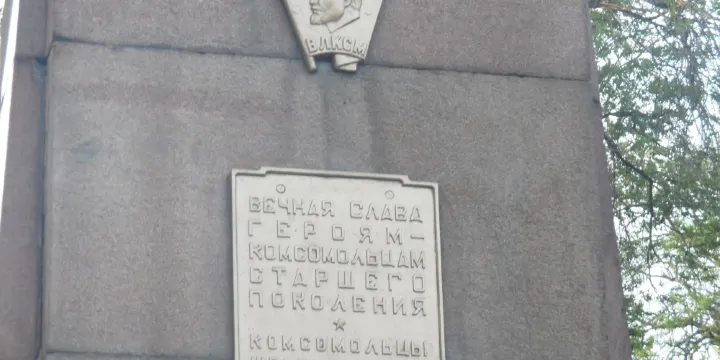 ВЛКСМ
ВЕЧНАЯ СЛАВА
ГЕРОЯМ-
КОМСОМОЛЬЦАМ
СТАРШЕГО
ПОКОЛЕНИЯ
★
КОМСОМОЛЬЦЫ